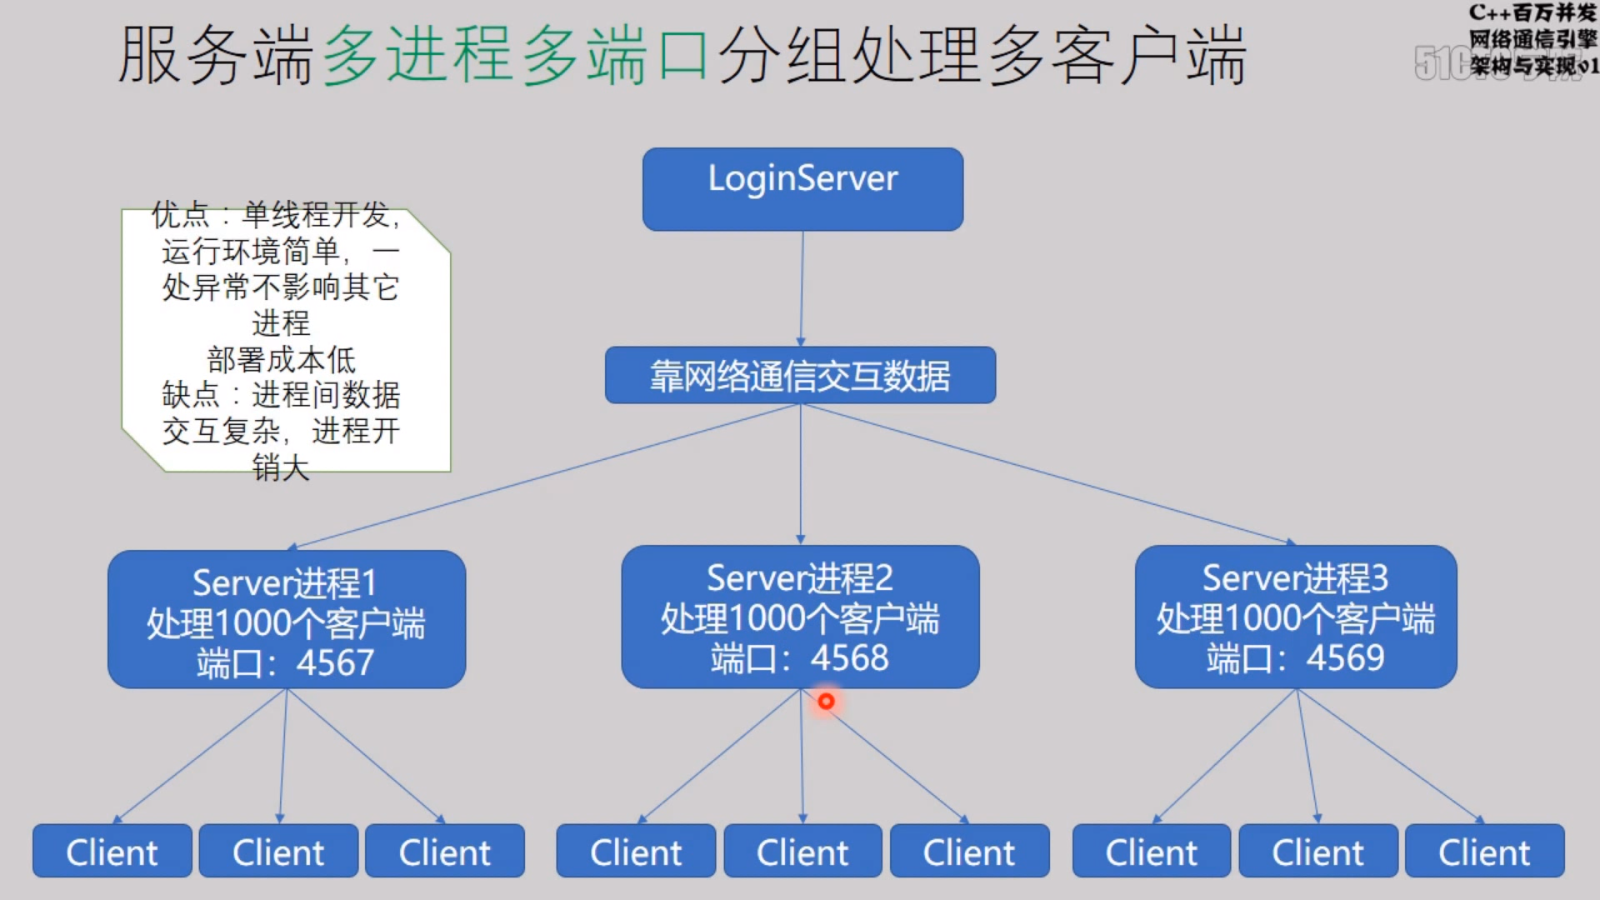 服务端多进程多端口分组处理多客户端
C++百万并发
网络通信引擎
架构与实现01
LoginServer
优点：单线程开发，
运行环境简单，一
处异常不影响其它
进程
部署成本低
缺点：进程间数据
交互复杂，进程开
销大
靠网络通信交互数据
Server进程1
处理1000个客户端
端口：4567
Server进程2
处理1000个客户端
端口：4568
Server进程3
处理1000个客户端
端口：4569
Client
Client
Client
Client
Client
Client
Client
Client
Client